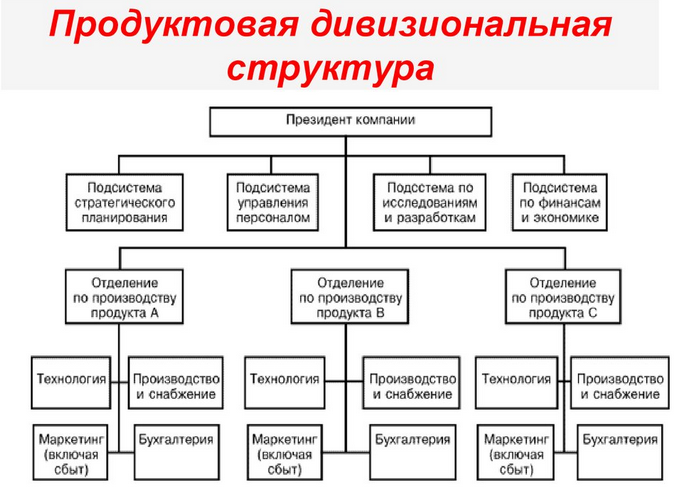 Продуктовая дивизиональная
структура
Президент компании
Подсистема
стратегического
планирования
Подсистема
управления
персоналом
Подсстема по
исследованиям
и разработкам
Подсистема
по финансам
и экономике
Отделение
по производству
продукта А
Отделение
по производству
продукта В
Отделение
по производству
продукта С
Технология
Производство
и снабжение
Технология
Производство
и снабжение
Технология
Производство
и снабжение
Маркетинг
(включая
сбыт)
Бухгалтерия
Маркетинг
(включая
сбыт)
Бухгалтерия
Маркетинг
(включая
сбыт)
Бухгалтерия